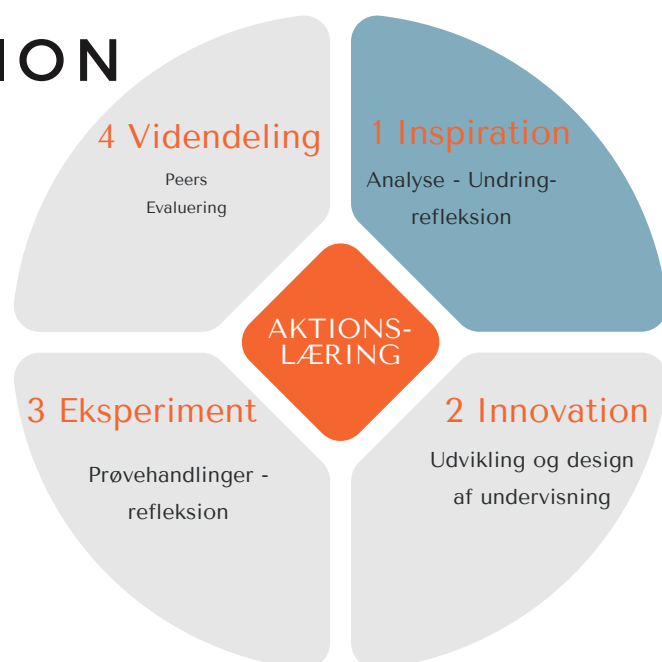 ION
4 Videndeling
Peers
Evaluering
1 Inspiration
Analyse - Undring-
refleksion
AKTIONS-
LÆRING
3 Eksperiment
Prøvehandlinger -
refleksion
2 Innovation
Udvikling og design
af undervisning